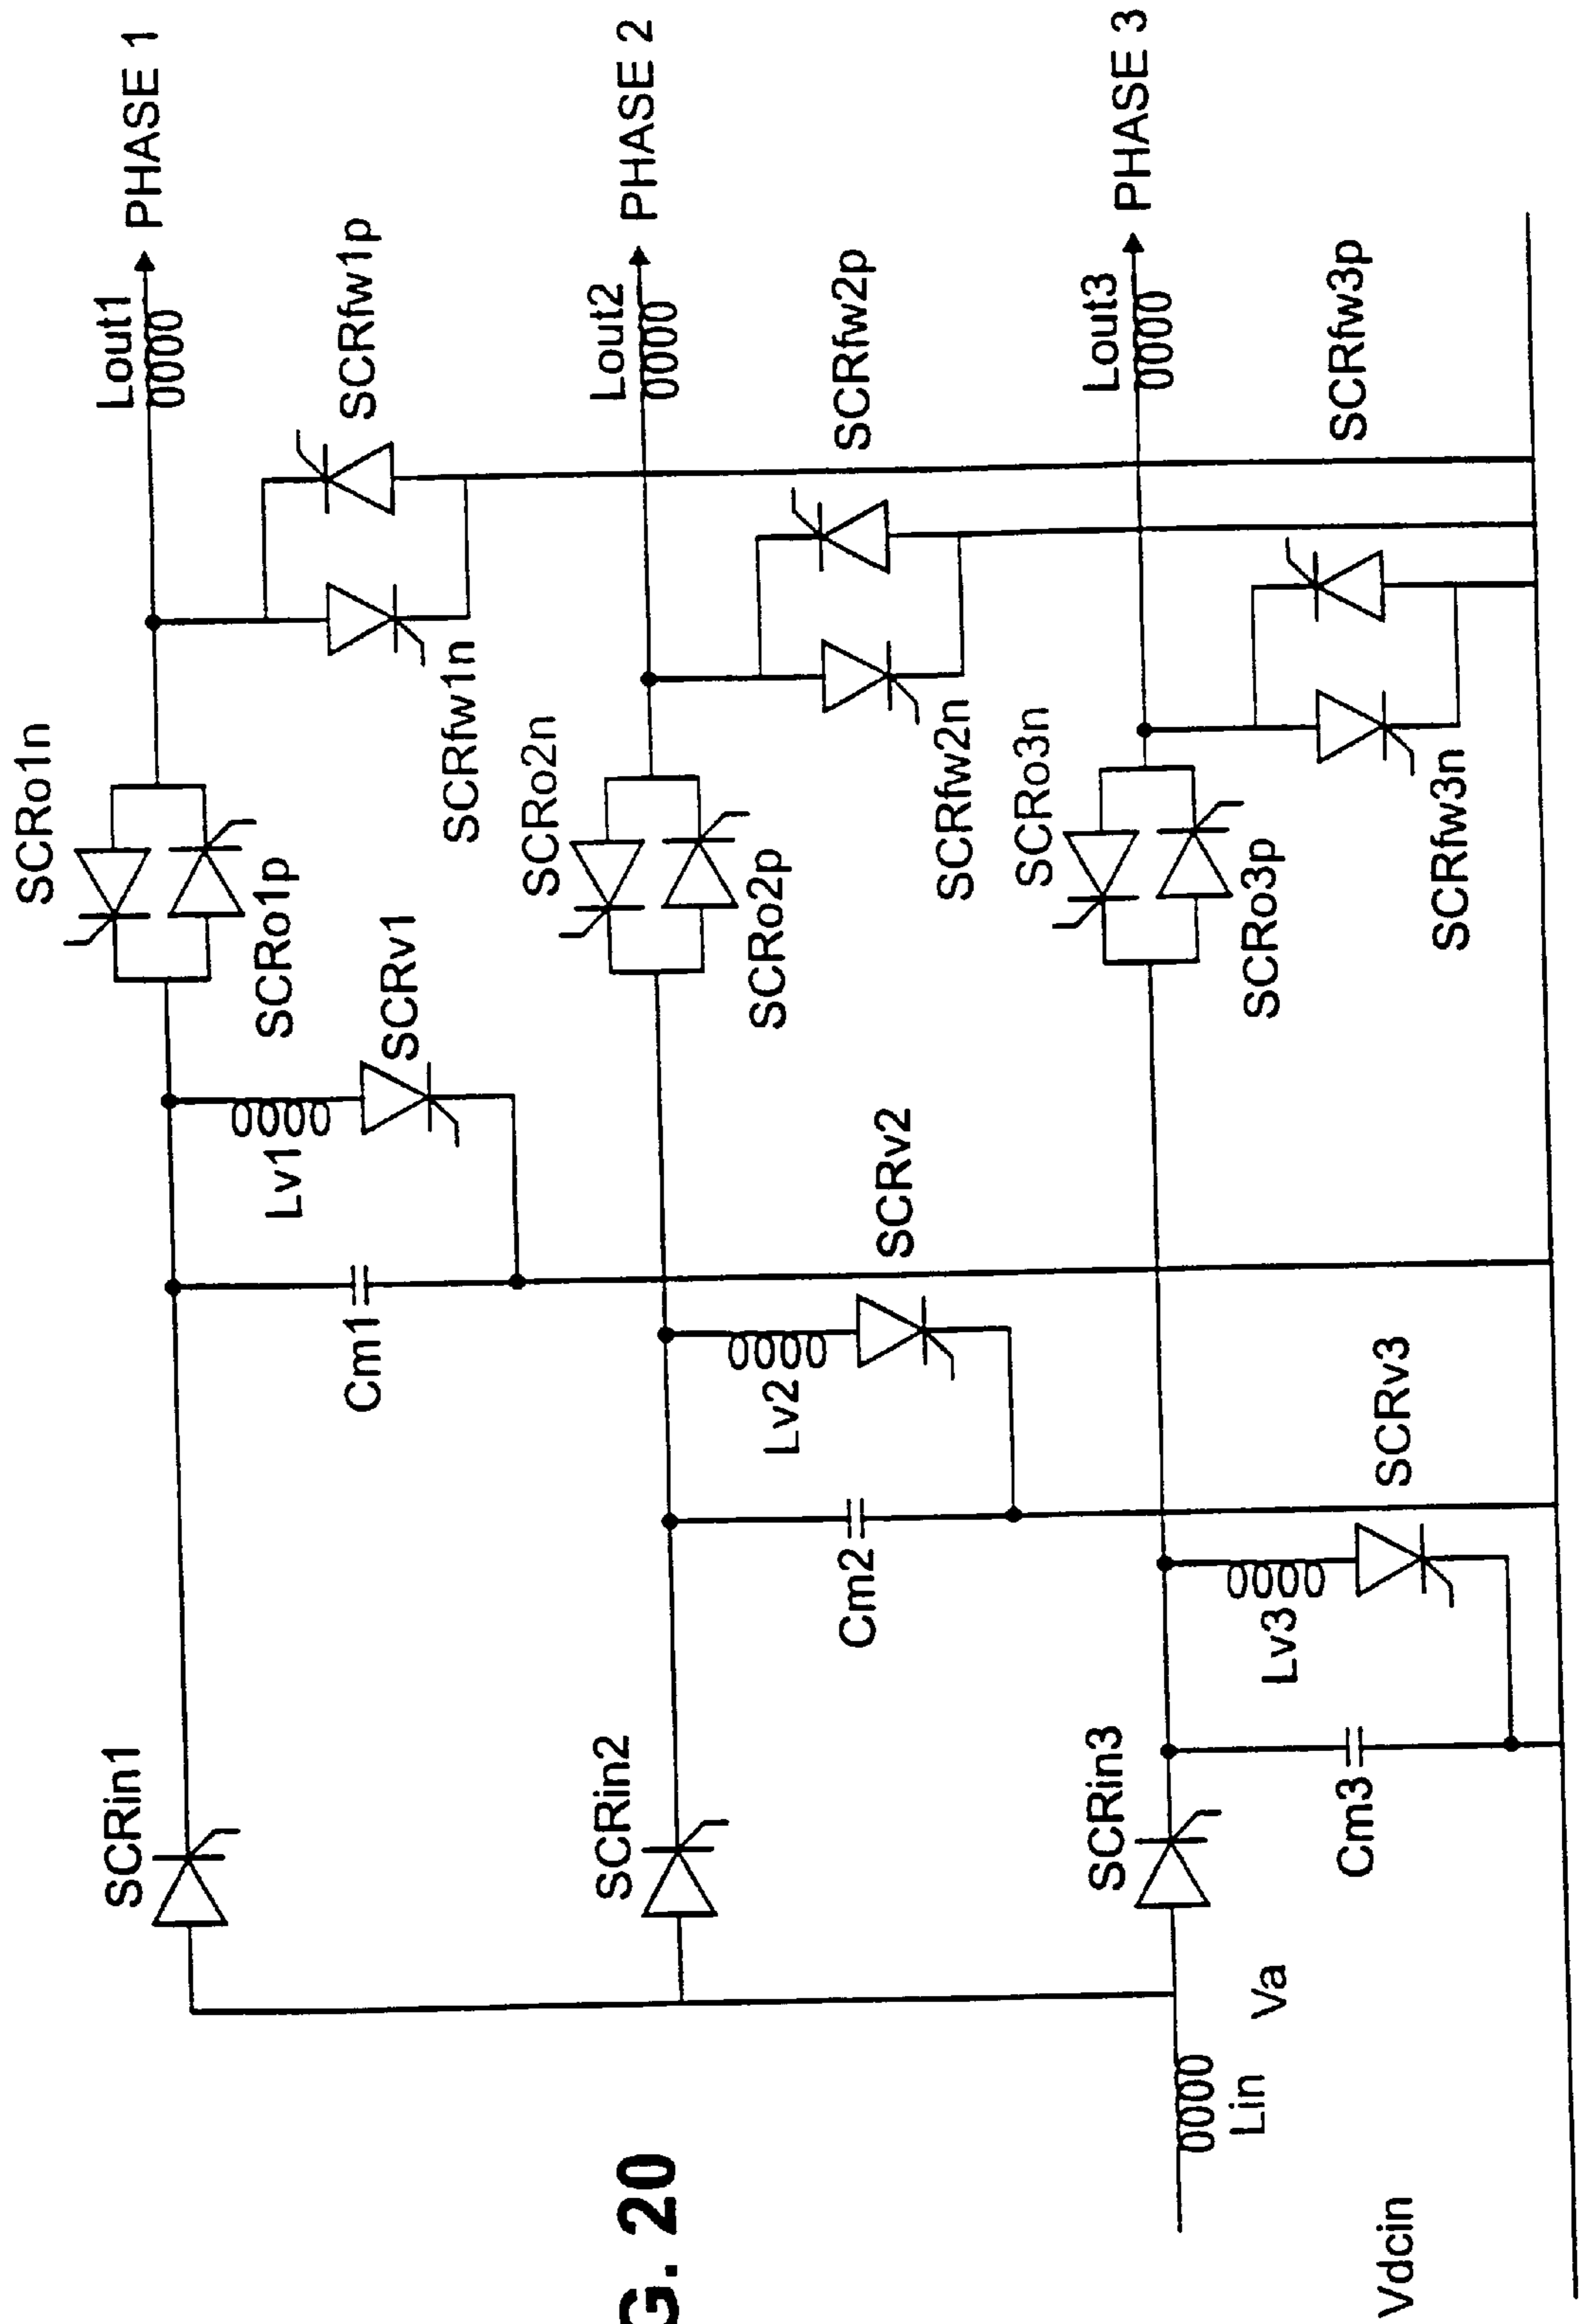 SCRin1
Cm1
Lv1
SCRv1
SCRo1n
SCRo1p
SCRfw1n
SCRfw1p
Lout1
PHASE 1
SCRin2
Cm2
Lv2
SCRv2
SCRo2n
SCRo2p
SCRfw2n
SCRfw2p
Lout2
PHASE 2
SCRin3
Cm3
Lv3
SCRv3
SCRo3n
SCRo3p
SCRfw3n
SCRfw3p
Lout3
PHASE 3
Va
Lin
Vdcin
G. 20